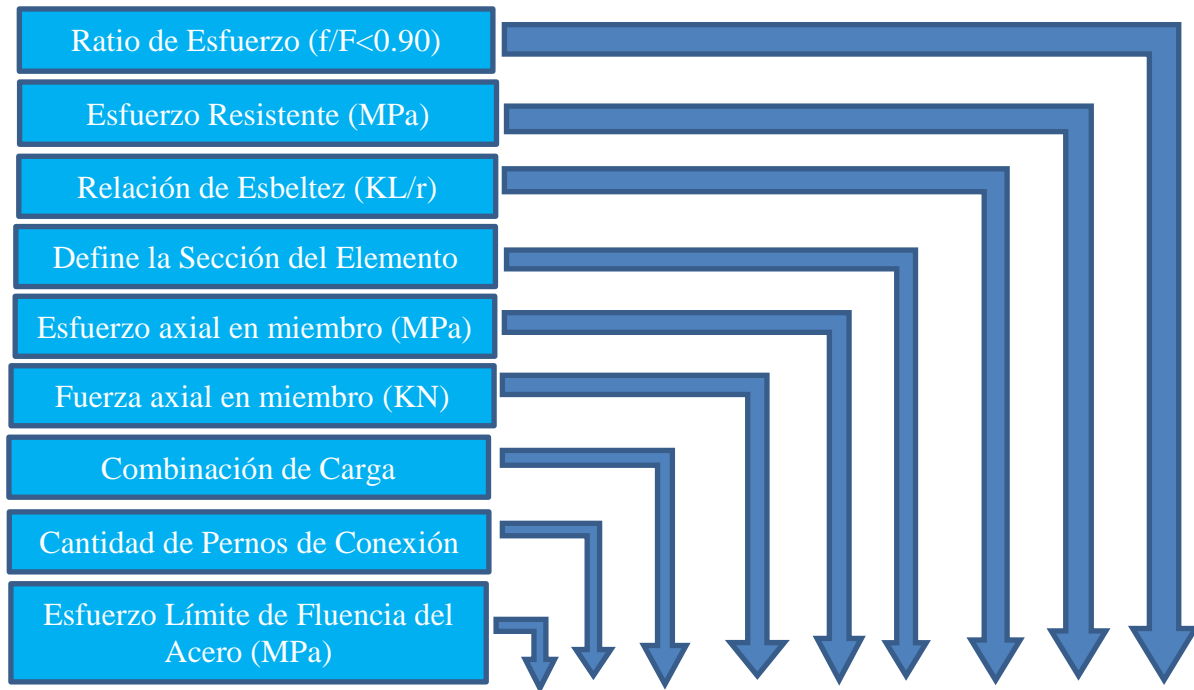 Ratio de Esfuerzo (f/F<0.90)
Esfuerzo Resistente (MPa)
Relación de Esbeltez (KL/r)
Define la Sección del Elemento
Esfuerzo axial en miembro (MPa)
Fuerza axial en miembro (KN)
Combinación de Carga
Cantidad de Pernos de Conexión
Esfuerzo Límite de Fluencia del
Acero (MPa)